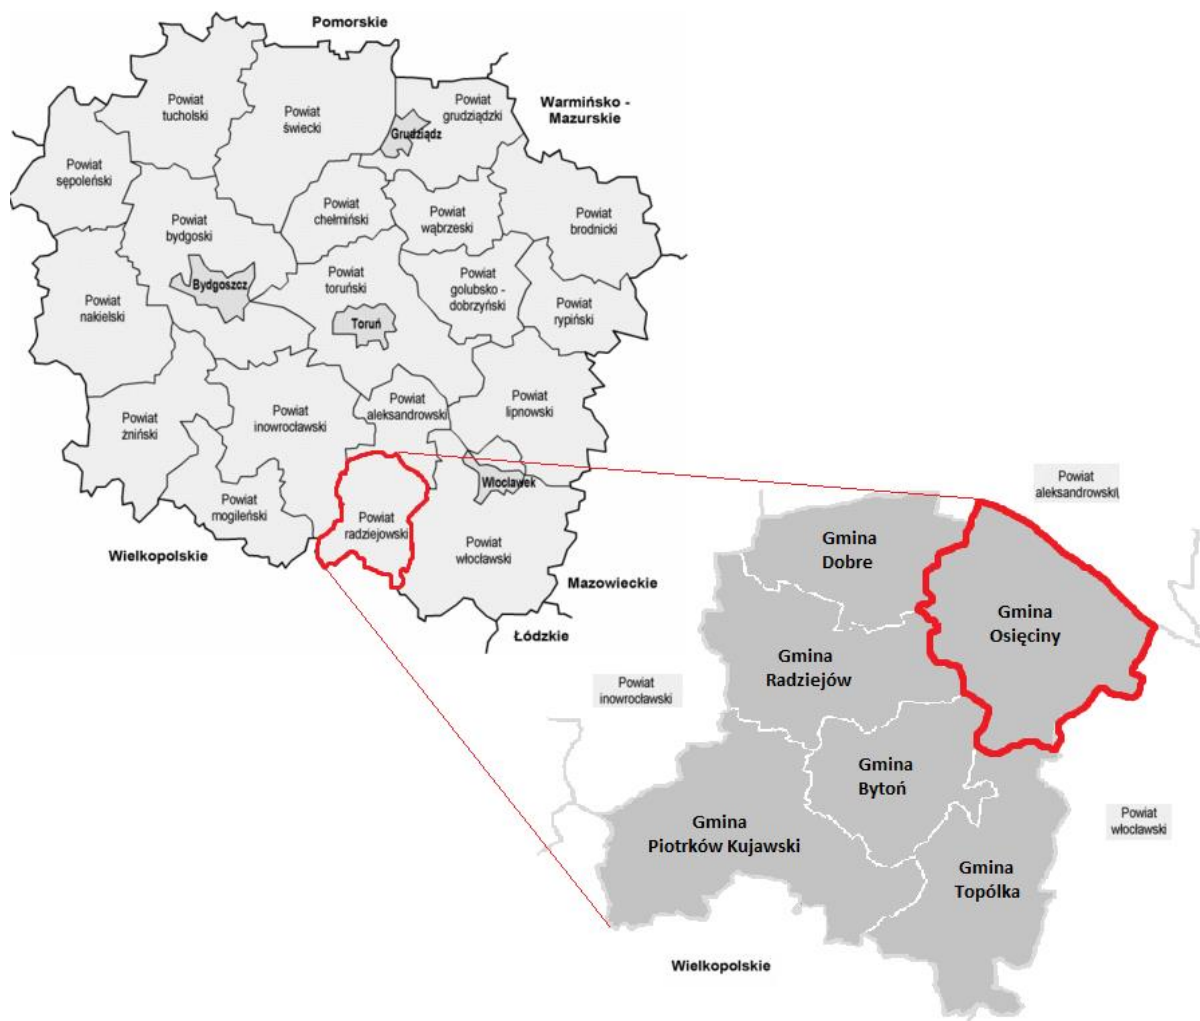 Pomorskie
Powiat
tucholski
Powiat
świecki
Powiat
grudziądzki
Warmińsko -
Mazurskie
Grudziądz
Powiat
sępoleński
Powiat
bydgoski
Powiat
chełmiński
Powiat
wąbrzeski
Powiat
brodnicki
Bydgoszcz
Powiat
toruński
Powiat
golubsko -
dobrzyński
Powiat
nakielski
Powiat
rypiński
Toruń
Powiat
żniński
Powiat
inowrocławski
Powiat
aleksandrowski
Powiat
lipnowski
Włocławek
Powiat
mogileński
Powiat
radziejowski
Powiat
włocławski
Wielkopolskie
Mazowieckie
Łódzkie
Powiat
aleksandrowski
Gmina
Dobre
Gmina
Osięciny
Gmina
Radziejów
Powiat
inowrocławski
Gmina
Bytoń
Gmina
Piotrków Kujawski
Powiat
włocławski
Gmina
Topólka
Wielkopolskie